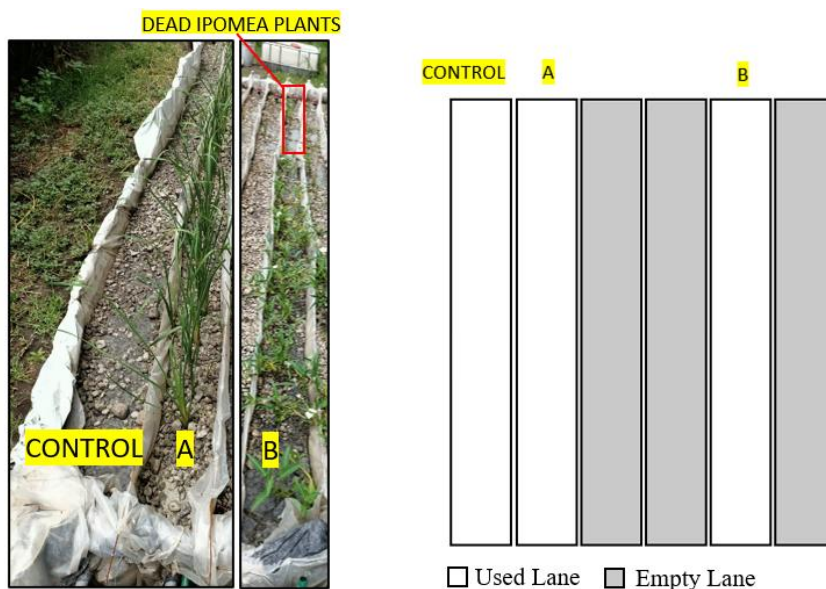 DEAD IPOMEA PLANTS
CONTROL
A
B
CONTROL
A
B
Used Lane
Empty Lane